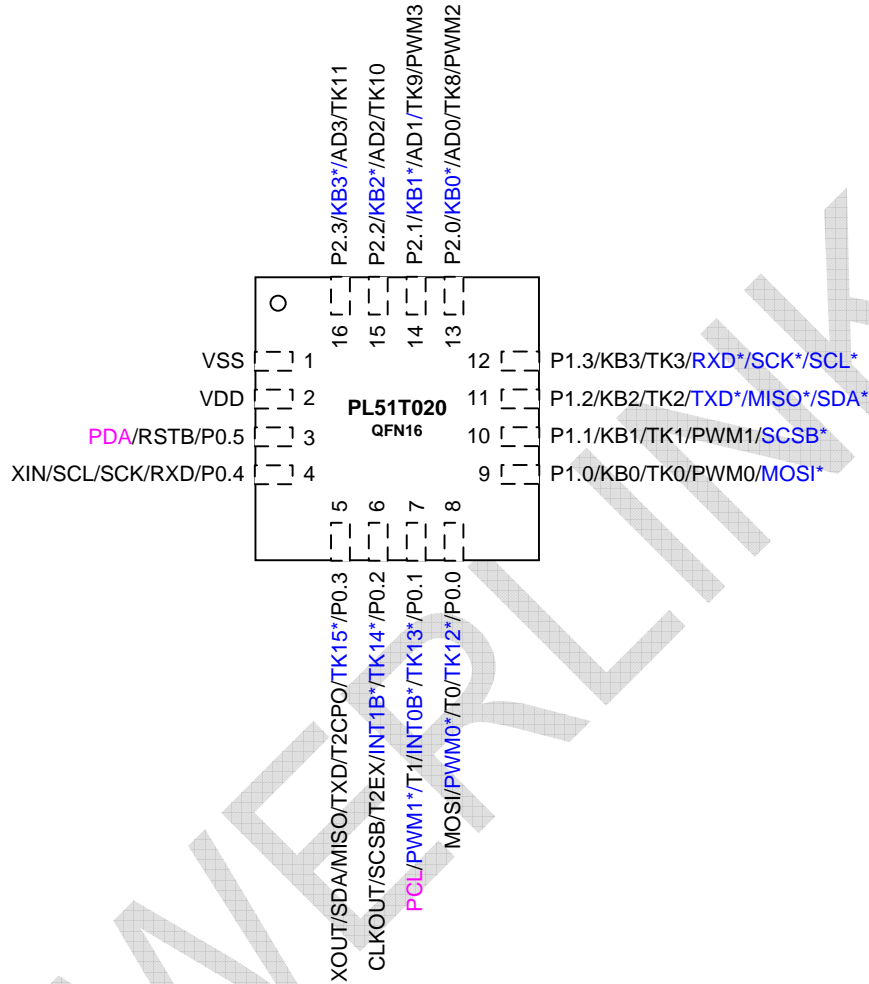 P2.3/KB3*/AD3/TK11
P2.2/KB2*/AD2/TK10
P2.1/KB1*/AD1/TK9/PWM3
P2.0/KB0*/AD0/TK8/PWM2
16
15
14
13
VSS
1
12
P1.3/KB3/TK3/RXD*/SCK*/SCL*
VDD
2
11
P1.2/KB2/TK2/TXD*/MISO*/SDA*
PL51T020
QFN16
PDA/RSTB/P0.5
3
10
P1.1/KB1/TK1/PWM1/SCSB*
XIN/SCL/SCK/RXD/P0.4
4
9
P1.0/KB0/TK0/PWM0/MOSI*
5
6
7
8
XOUT/SDA/MISO/TXD/T2CPO/TK15*/P0.3
CLKOUT/SCSB/T2EX/INT1B*/TK14*/P0.2
PCL/PWM1*/T1/INT0B*/TK13*/P0.1
MOSI/PWM0*/T0/TK12*/P0.0
WERLINK